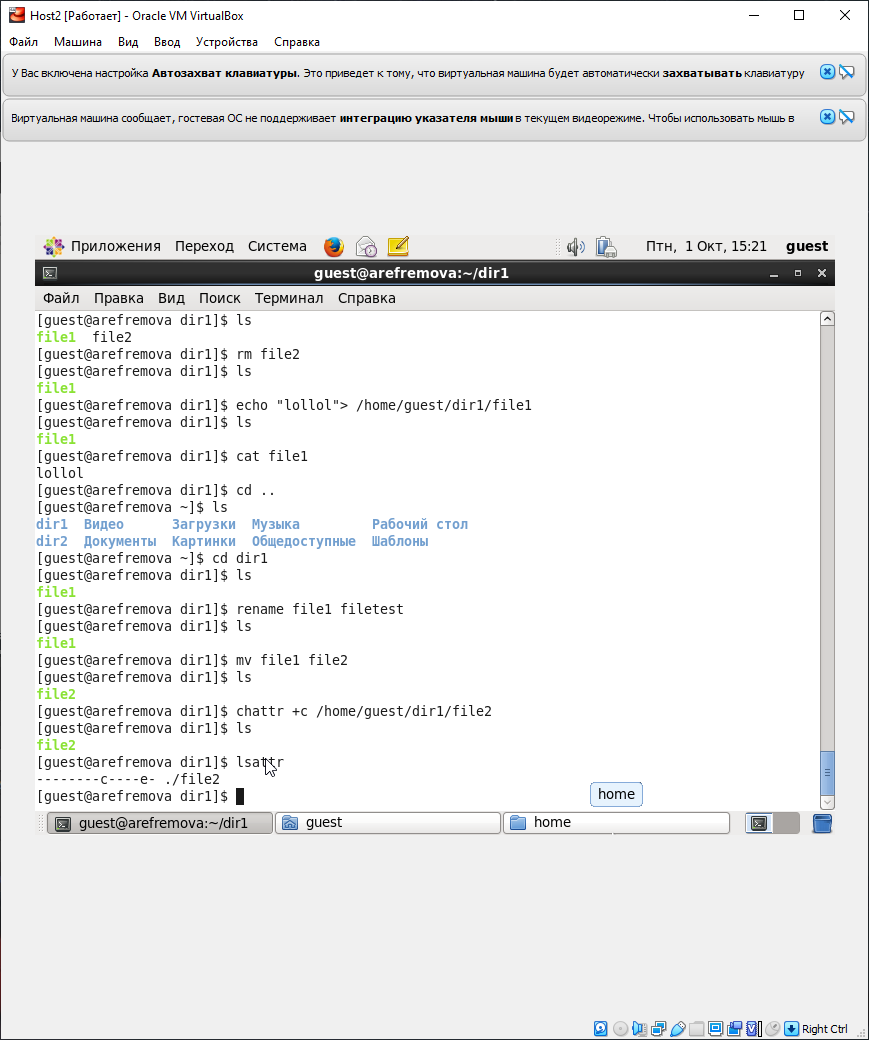 Host2 [Работает] - Oracle VM VirtualBox
Файл Машина Вид Ввод Устройства Справка
У Вас включена настройка Автозахват клавиатуры. Это приведет к тому, что виртуальная машина будет автоматически захватывать клавиатуру
Виртуальная машина сообщает, гостевая ОС не поддерживает интеграцию указателя мыши в текущем видеорежиме. Чтобы использовать мышь в
Приложения Переход Система Птн, 1 Окт, 15:21 guest
guest@arefremova:~/dir1
Файл Правка Вид Поиск Терминал Справка
[guest@arefremova dir1]$ ls
file1  file2
[guest@arefremova dir1]$ rm file2
[guest@arefremova dir1]$ ls
file1
[guest@arefremova dir1]$ echo "lollol"> /home/guest/dir1/file1
[guest@arefremova dir1]$ ls
file1
[guest@arefremova dir1]$ cat file1
lollol
[guest@arefremova dir1]$ cd ..
[guest@arefremova ~]$ ls
dir1  Видео      Загрузки  Музыка         Рабочий стол
dir2  Документы  Картинки  Общедоступные  Шаблоны
[guest@arefremova ~]$ cd dir1
[guest@arefremova dir1]$ ls
file1
[guest@arefremova dir1]$ rename file1 filetest
[guest@arefremova dir1]$ ls
file1
[guest@arefremova dir1]$ mv file1 file2
[guest@arefremova dir1]$ ls
file2
[guest@arefremova dir1]$ chattr +c /home/guest/dir1/file2
[guest@arefremova dir1]$ ls
file2
[guest@arefremova dir1]$ lsattr
--------c----e- ./file2
[guest@arefremova dir1]$
home
guest@arefremova:~/dir1 guest home
Right Ctrl